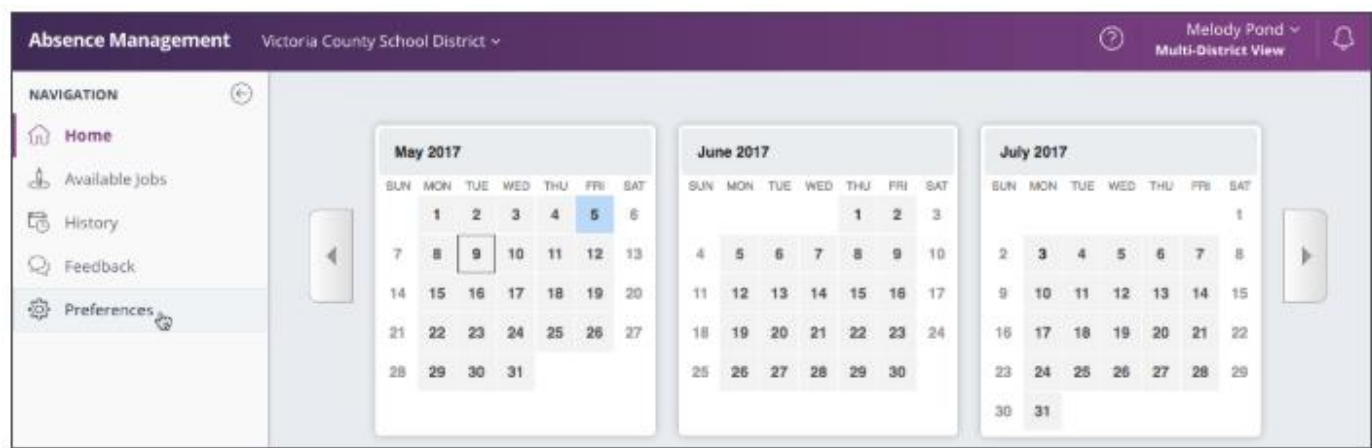 Absence Management Victoria County School District
Melody Pond
Multi-District View
NAVIGATION
Home
Available Jobs
History
Feedback
Preferences
May 2017
SUN MON TUE WED THU FRI SAT
1 2 3 4 5 6
7 8 9 10 11 12 13
14 15 16 17 18 19 20
21 22 23 24 25 26 27
28 29 30 31
June 2017
SUN MON TUE WED THU FRI SAT
1 2 3
4 5 6 7 8 9 10
11 12 13 14 15 16 17
18 19 20 21 22 23 24
25 26 27 28 29 30
July 2017
SUN MON TUE WED THU FRI SAT
1
2 3 4 5 6 7 8
9 10 11 12 13 14 15
16 17 18 19 20 21 22
23 24 25 26 27 28 29
30 31